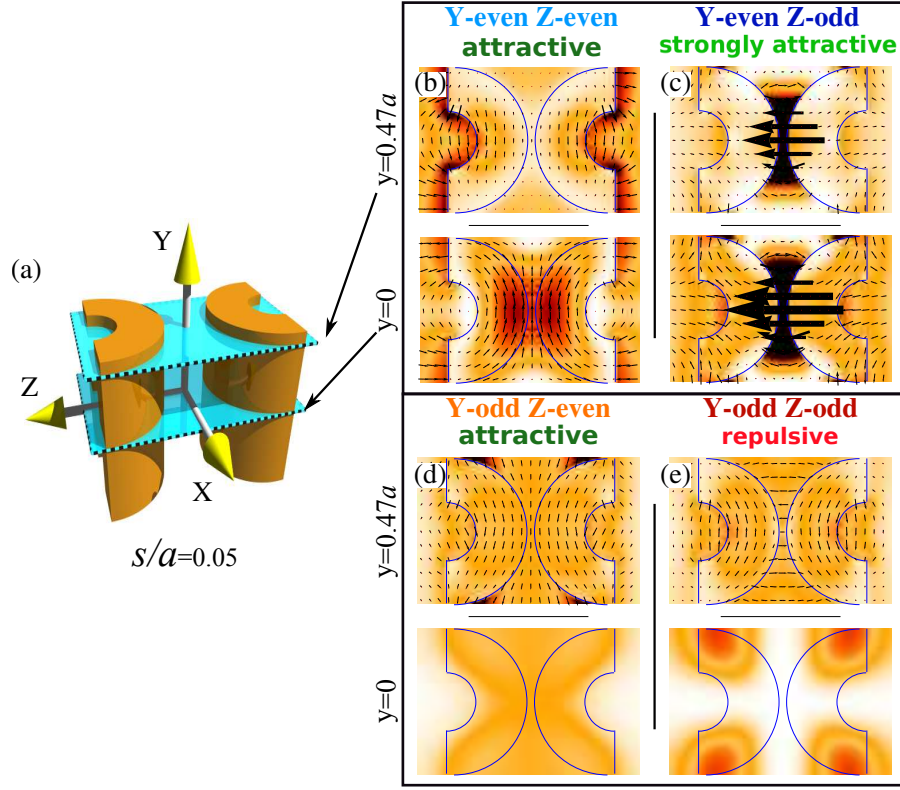 (a)
Y
Z
X
s/a=0.05
y=0.47a
y=0
Y-even Z-even
attractive
(b)
Y-even Z-odd
strongly attractive
(c)
y=0.47a
y=0
Y-odd Z-even
attractive
(d)
Y-odd Z-odd
repulsive
(e)